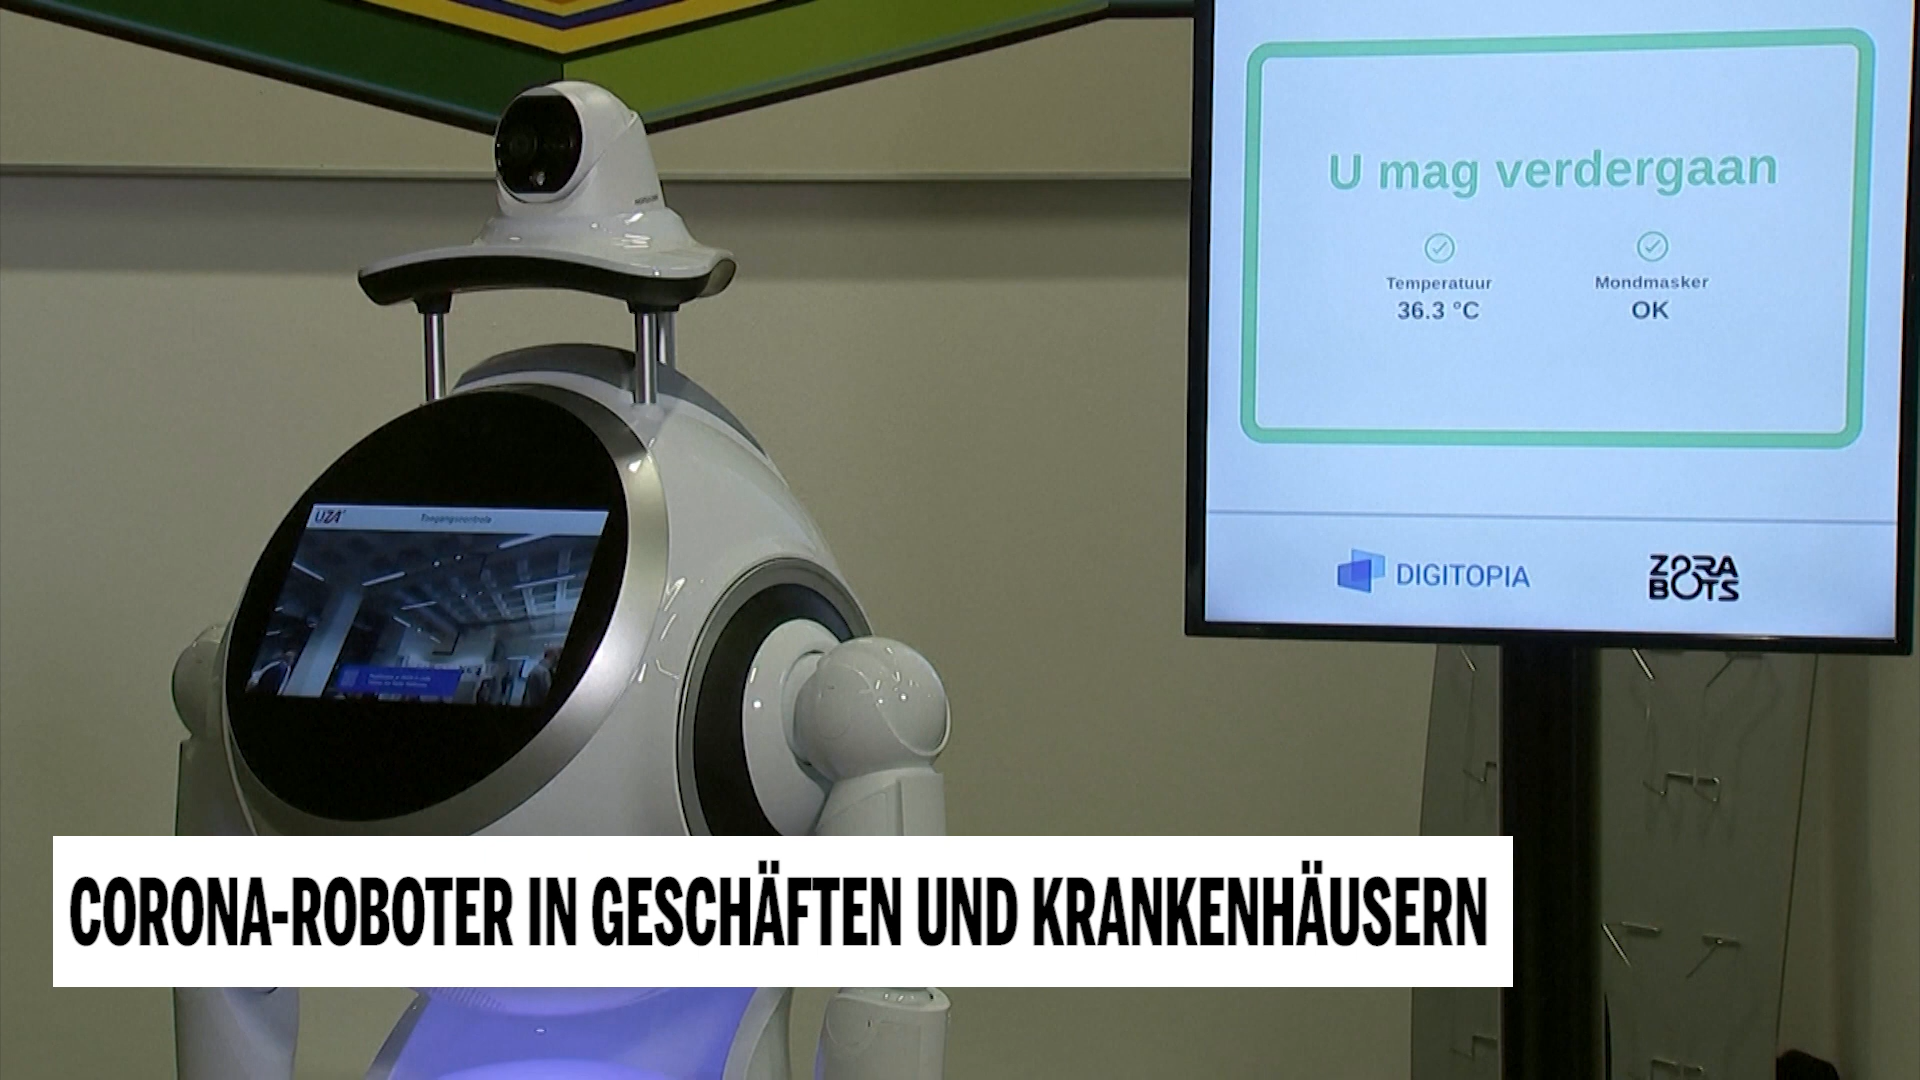 U mag verdergaan
Temperatuur
36.3 °C
Mondmasker
OK
UZA
Toegangscontrole
DIGITOPIA
ZORA
BOTS
CORONA-ROBOTER IN GESCHÄFTEN UND KRANKENHÄUSERN